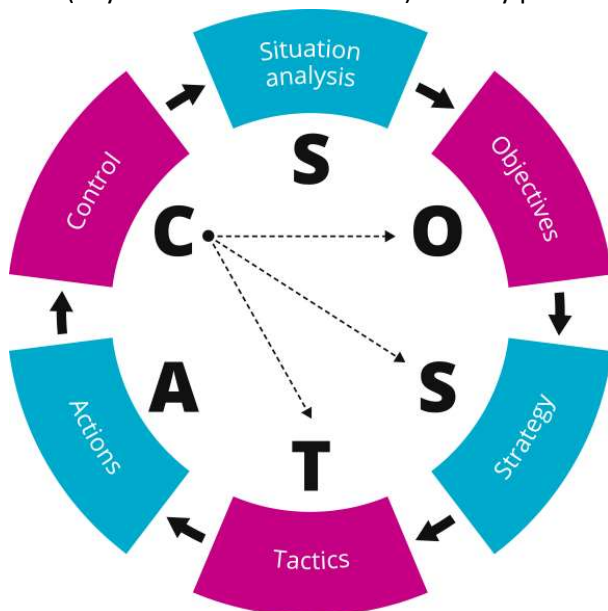 Situation
analysis
Objectives
Strategy
Tactics
Actions
Control
S
O
S
T
A
C